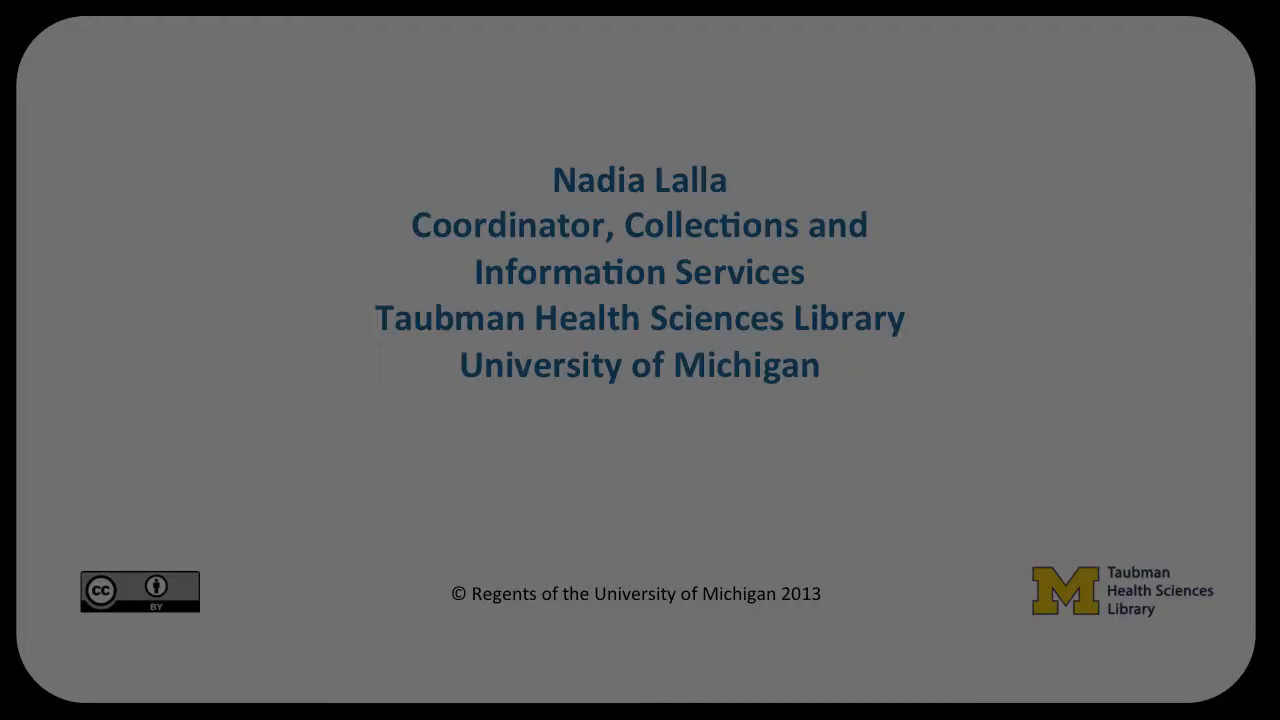 Nadia Lalla
Coordinator, Collections and
Information Services
Taubman Health Sciences Library
University of Michigan
cc
BY
© Regents of the University of Michigan 2013
M
Taubman
Health Sciences
Library